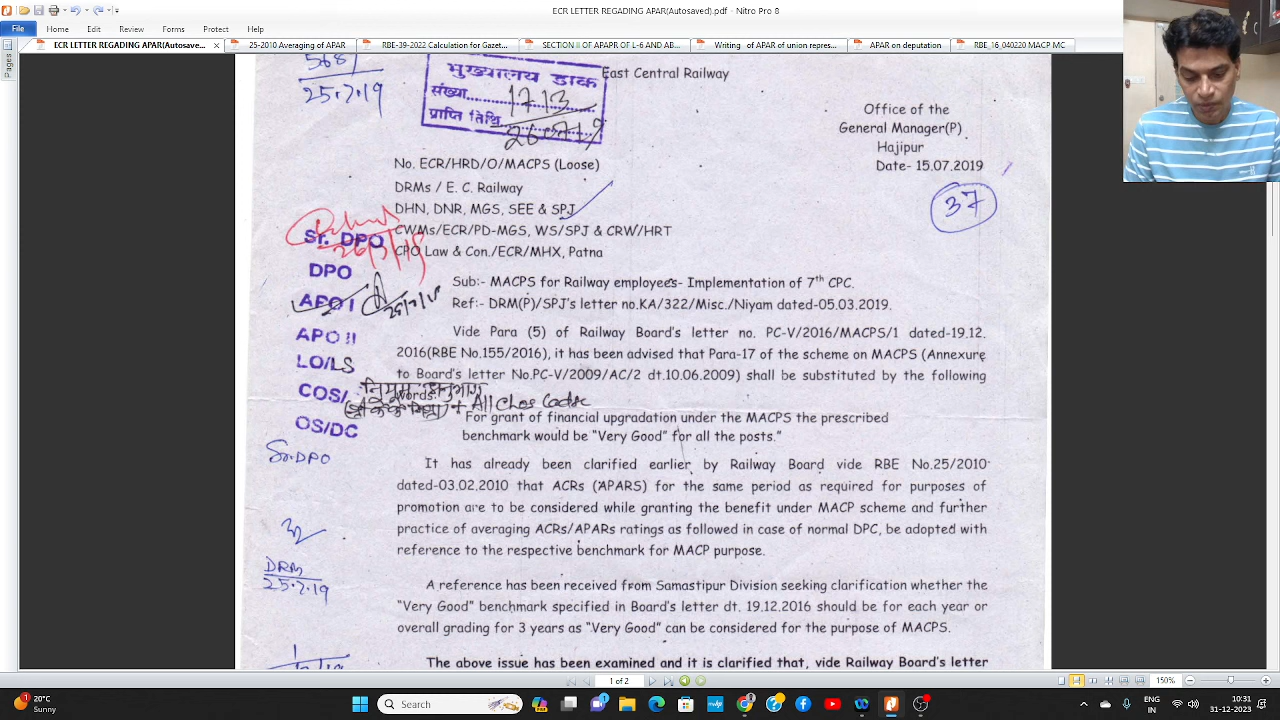 ECR LETTER REGADING APAR(Autosaved).pdf - Nitro Pro 8
File Home Edit Review Forms Protect Help
ECR LETTER REGADING APAR(Autosave... 25-2010 Averaging of APAR RBE-39-2022 Calculation for Gazet... SECTION II OF APAPR OF L-6 AND AB... Writing of APAR of union repres... APAR on deputation RBE_16_040220 MACP MC
Pages
568
25.7.19
मुख्यालय डाक
संख्या 1713
प्राप्ति तिथि
East Central Railway
Office of the
General Manager(P)
Hajipur
Date- 15.07.2019
37
No. ECR/HRD/O/MACPS (Loose)
DRMs / E. C. Railway
DHN, DNR, MGS, SEE & SPJ
CWMs/ECR/PD-MGS, WS/SPJ & CRW/HRT
CPO Law & Con./ECR/MHX, Patna
Sr. DPO
DPO
APO I
APO II
LO/LS
COS/
OS/DC
Sr. DPO
DRM
25.7.19
Sub:- MACPS for Railway employees- Implementation of 7th CPC.
Ref:- DRM(P)/SPJ's letter no.KA/322/Misc./Niyam dated-05.03.2019.
Vide Para (5) of Railway Board's letter no. PC-V/2016/MACPS/1 dated-19.12.
2016(RBE No.155/2016), it has been advised that Para-17 of the scheme on MACPS (Annexure
to Board's letter No.PC-V/2009/AC/2 dt.10.06.2009) shall be substituted by the following
words:
For grant of financial upgradation under the MACPS the prescribed
benchmark would be "Very Good" for all the posts."
It has already been clarified earlier by Railway Board vide RBE No.25/2010
dated-03.02.2010 that ACRs (APARS) for the same period as required for purposes of
promotion are to be considered while granting the benefit under MACP scheme and further
practice of averaging ACRs/APARs ratings as followed in case of normal DPC, be adopted with
reference to the respective benchmark for MACP purpose.
A reference has been received from Samastipur Division seeking clarification whether the
"Very Good" benchmark specified in Board's letter dt. 19.12.2016 should be for each year or
overall grading for 3 years as "Very Good" can be considered for the purpose of MACPS.
The above issue has been examined and it is clarified that, vide Railway Board's letter
1 of 2
150%
20°C
Sunny
Search
ENG
IN
10:31
31-12-2023